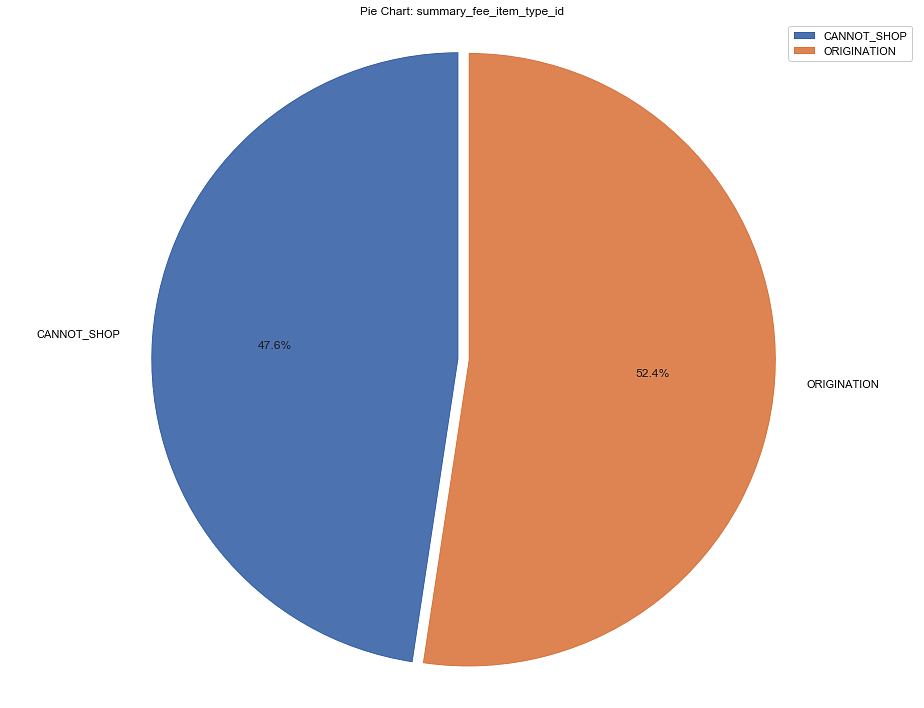 Pie Chart: summary_fee_item_type_id
CANNOT_SHOP
ORIGINATION
CANNOT_SHOP
47.6%
52.4%
ORIGINATION